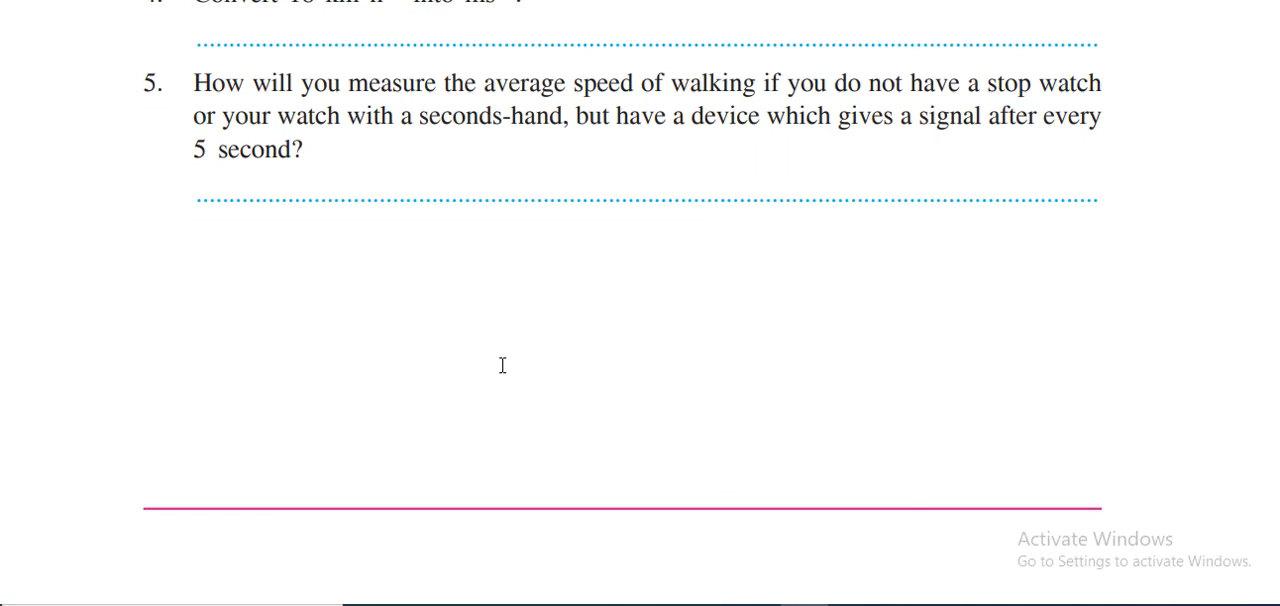 5. How will you measure the average speed of walking if you do not have a stop watch
or your watch with a seconds-hand, but have a device which gives a signal after every
5 second?
Activate Windows
Go to Settings to activate Windows.